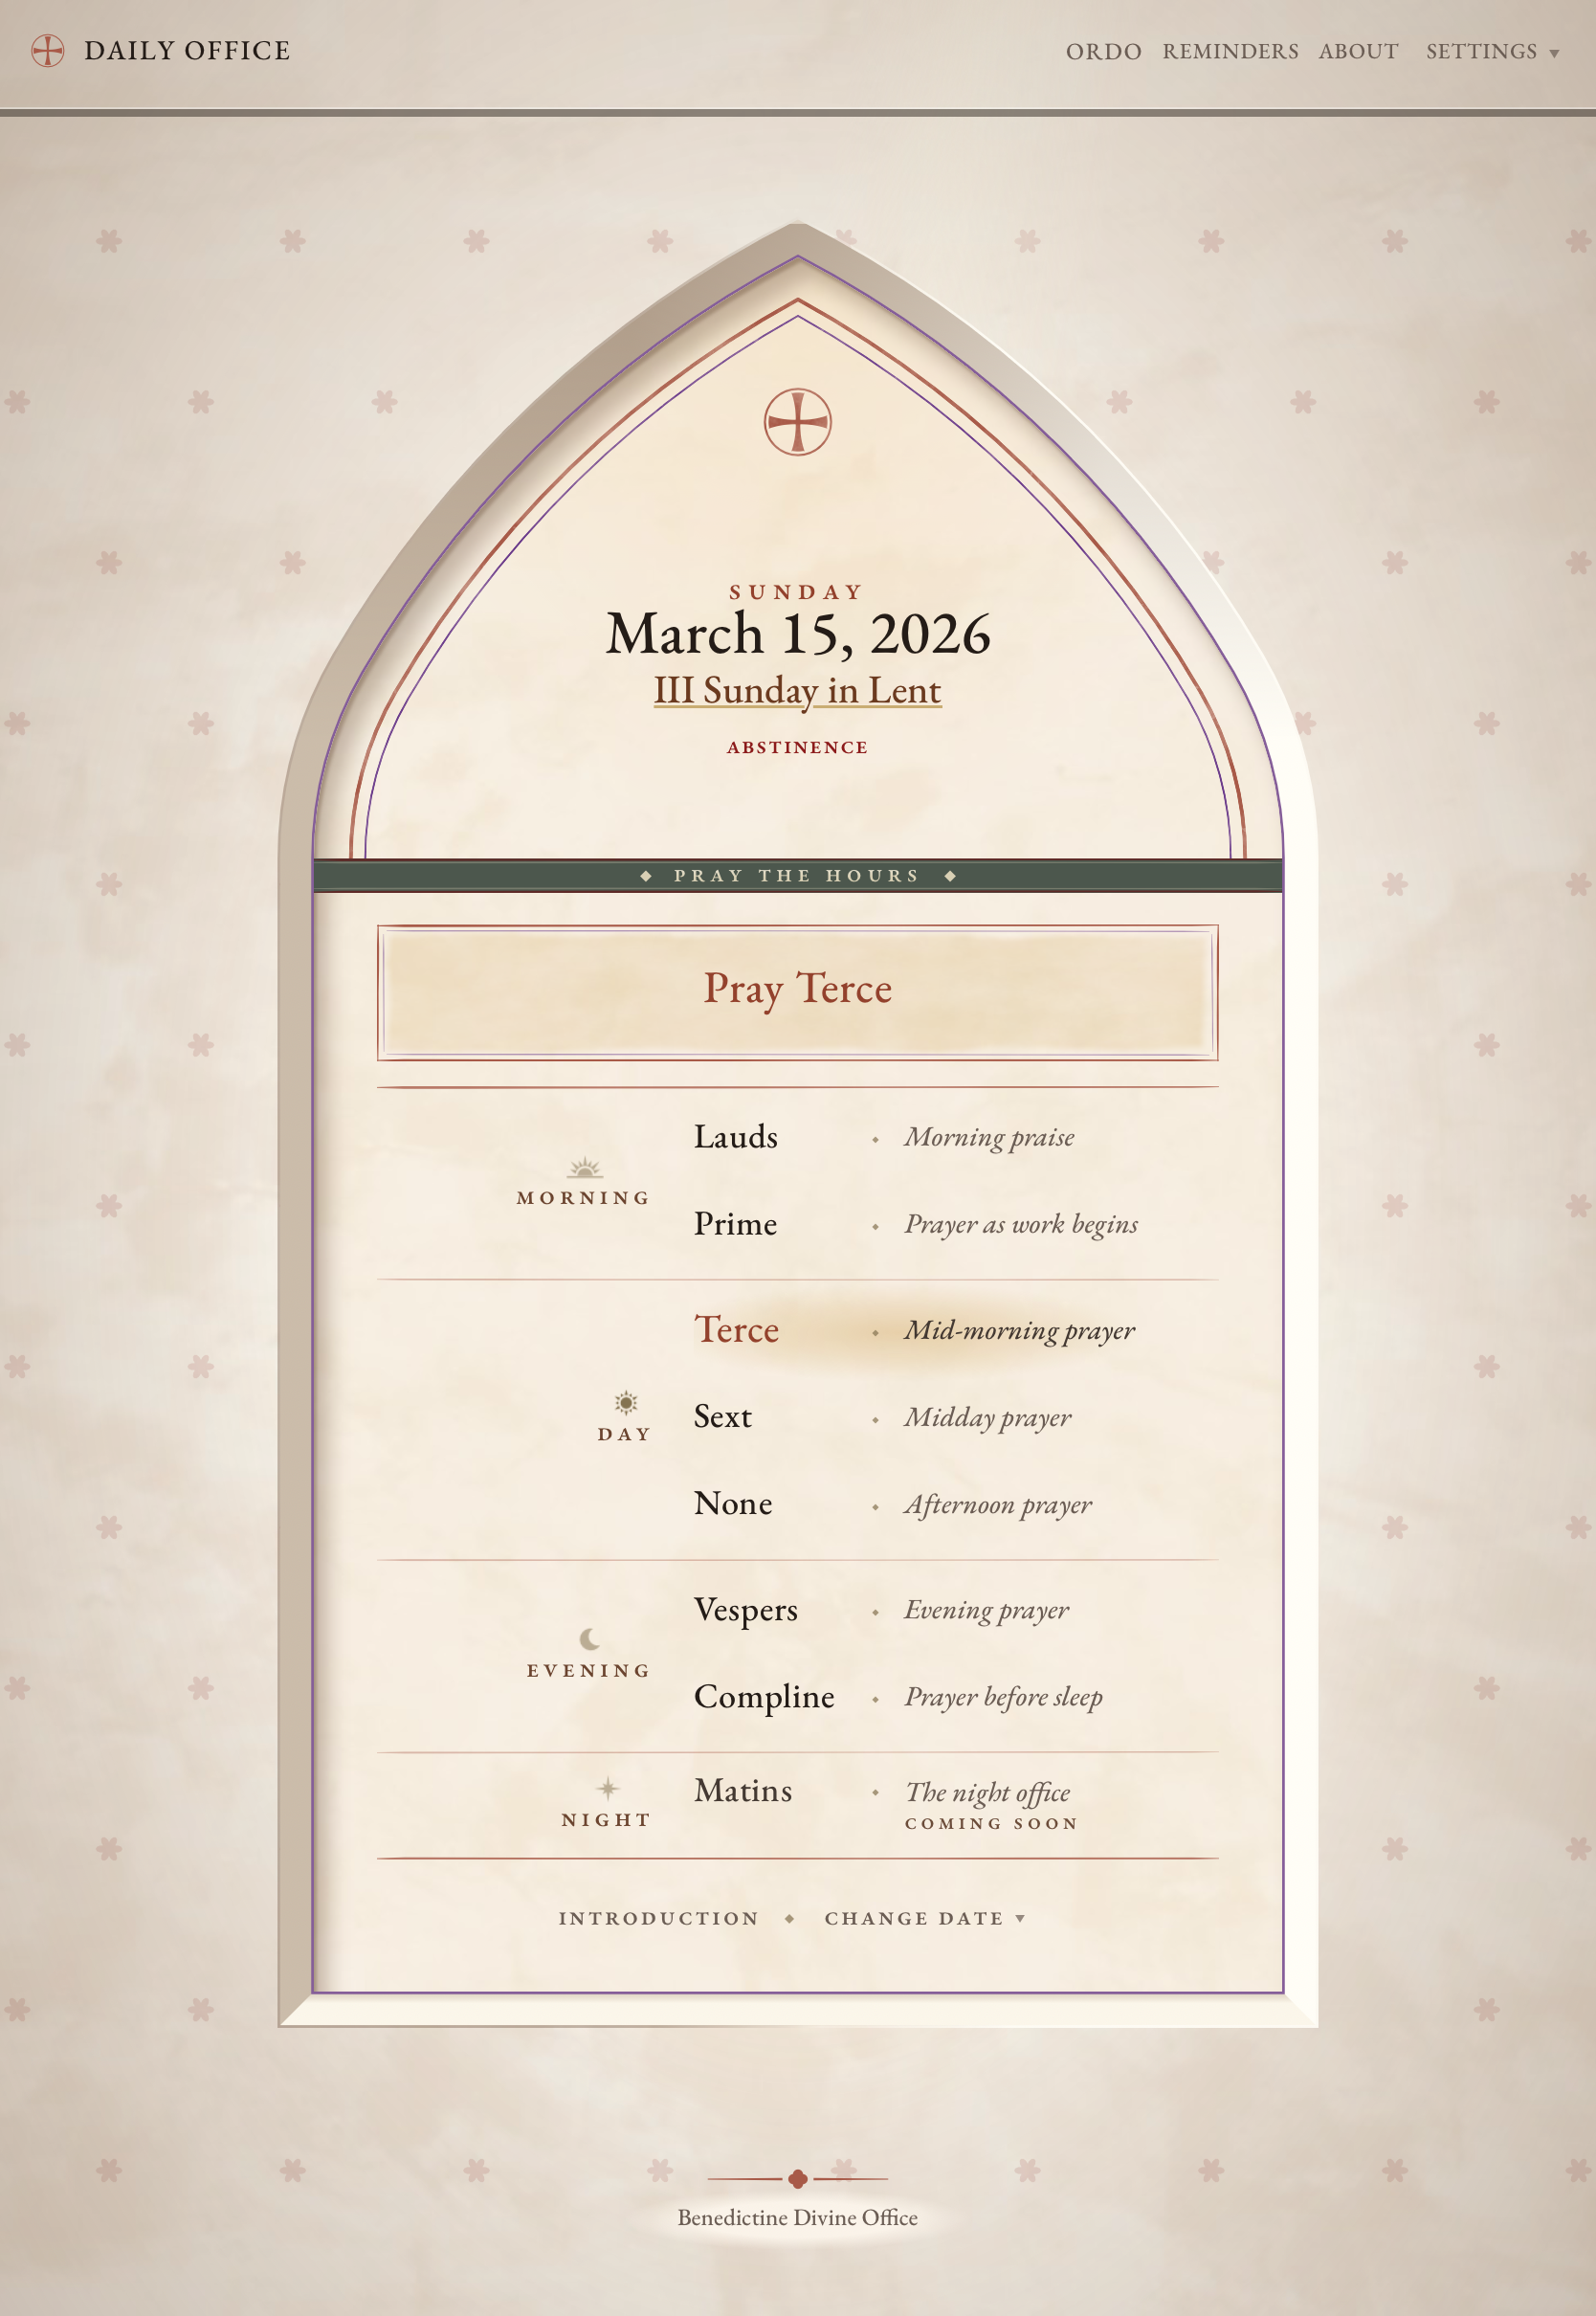 DAILY OFFICE
ORDO REMINDERS ABOUT SETTINGS ▼
SUNDAY
March 15, 2026
III Sunday in Lent
ABSTINENCE
◆ PRAY THE HOURS ◆
Pray Terce
MORNING
Lauds ◆ Morning praise
Prime ◆ Prayer as work begins
DAY
Terce ◆ Mid-morning prayer
Sext ◆ Midday prayer
None ◆ Afternoon prayer
EVENING
Vespers ◆ Evening prayer
Compline ◆ Prayer before sleep
NIGHT
Matins ◆ The night office
COMING SOON
INTRODUCTION ◆ CHANGE DATE ▼
Benedictine Divine Office